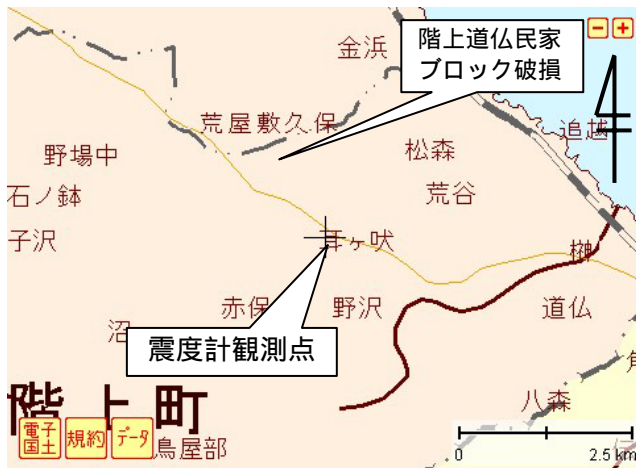 金浜
階上道仏民家
ブロック破損
荒屋敷久保
追越
野場中
松森
石ノ鉢
荒谷
子沢
耳ヶ吠
榊
赤保
野沢
道仏
沼
震度計観測点
階上町
八森
電子
国土
規約
データ
鳥屋部
0
2.5 km